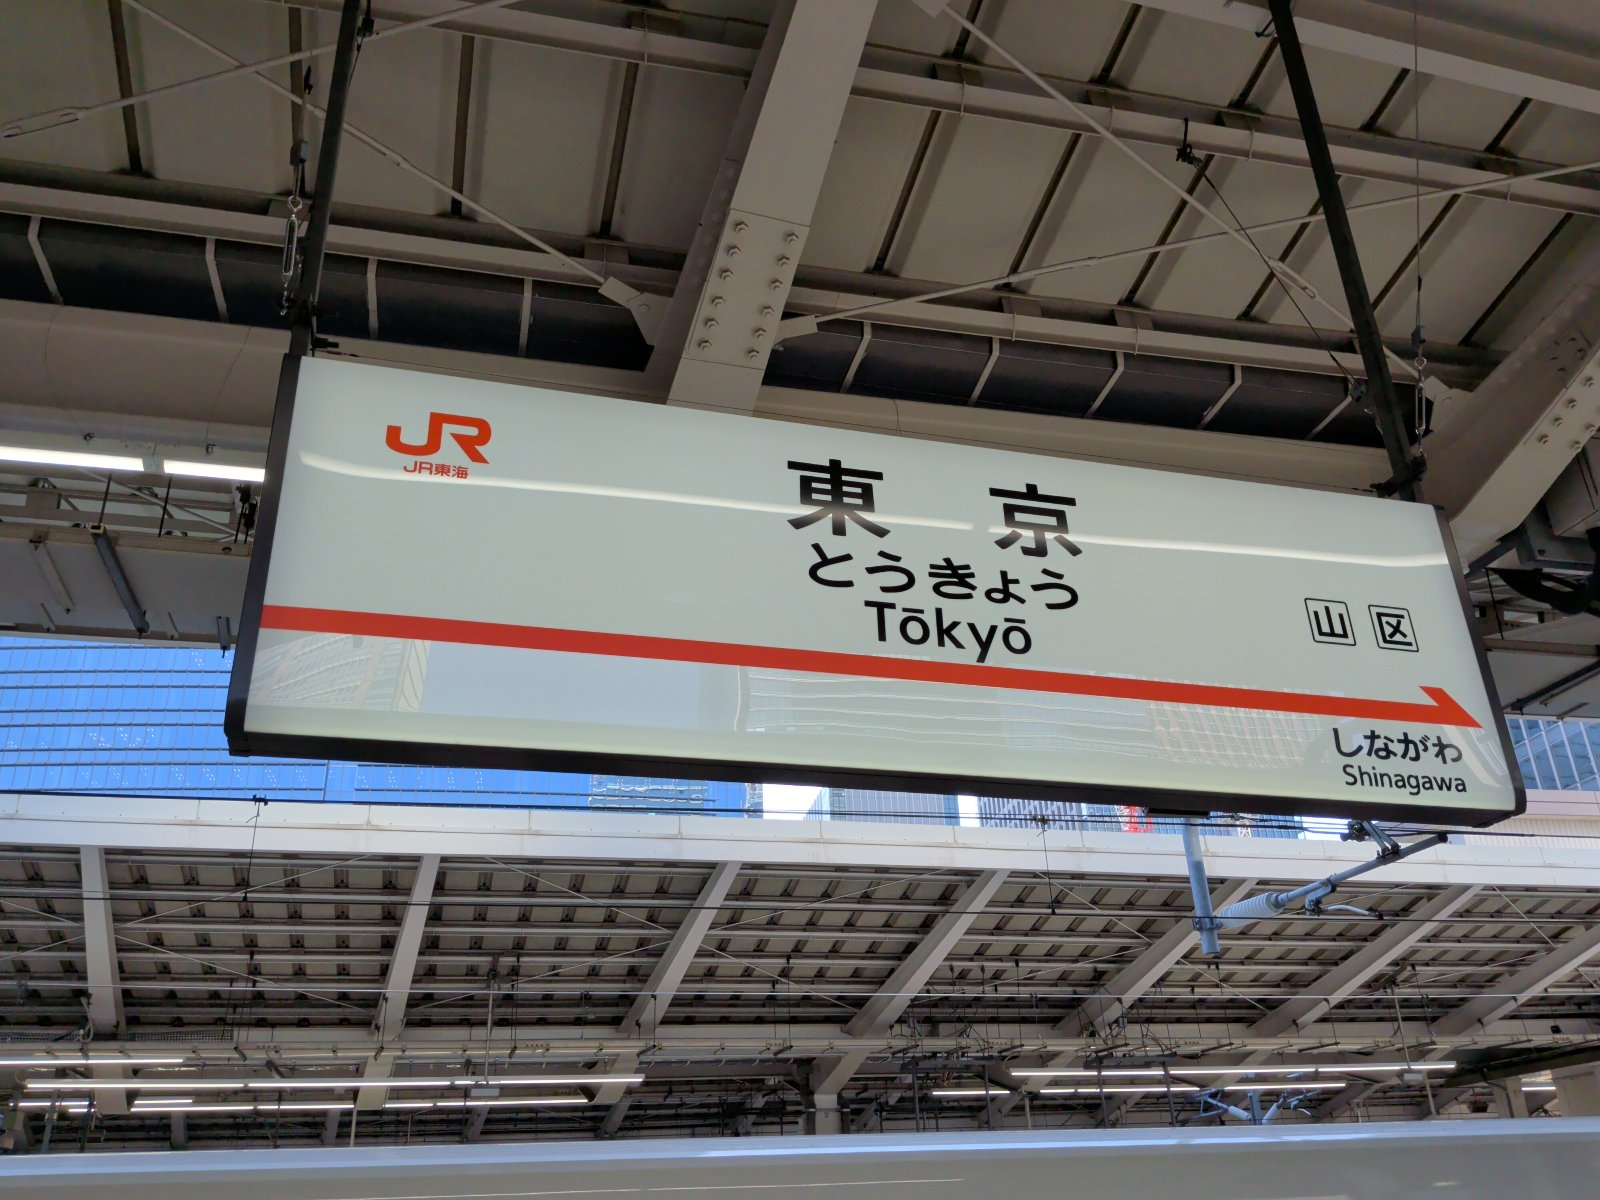 JR
JR東海
東京
とうきょう
Tōkyō
山 区
しながわ
Shinagawa